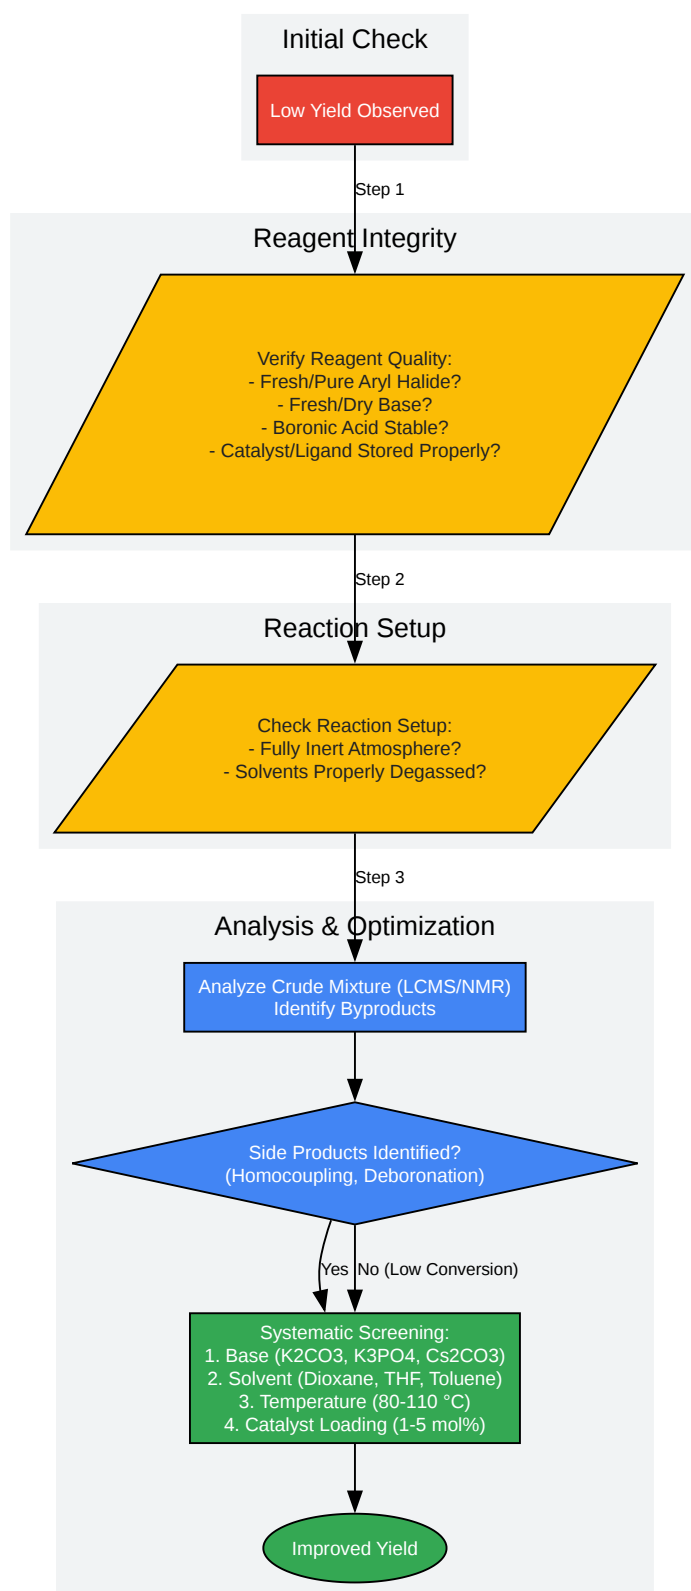 Initial Check
Low Yield Observed
Step 1
Reagent Integrity
Verify Reagent Quality:
- Fresh/Pure Aryl Halide?
- Fresh/Dry Base?
- Boronic Acid Stable?
- Catalyst/Ligand Stored Properly?
Step 2
Reaction Setup
Check Reaction Setup:
- Fully Inert Atmosphere?
- Solvents Properly Degassed?
Step 3
Analysis & Optimization
Analyze Crude Mixture (LCMS/NMR)
Identify Byproducts
Side Products Identified?
(Homocoupling, Deboronation)
Yes
No (Low Conversion)
Systematic Screening:
1. Base (K2CO3, K3PO4, Cs2CO3)
2. Solvent (Dioxane, THF, Toluene)
3. Temperature (80-110 °C)
4. Catalyst Loading (1-5 mol%)
Improved Yield